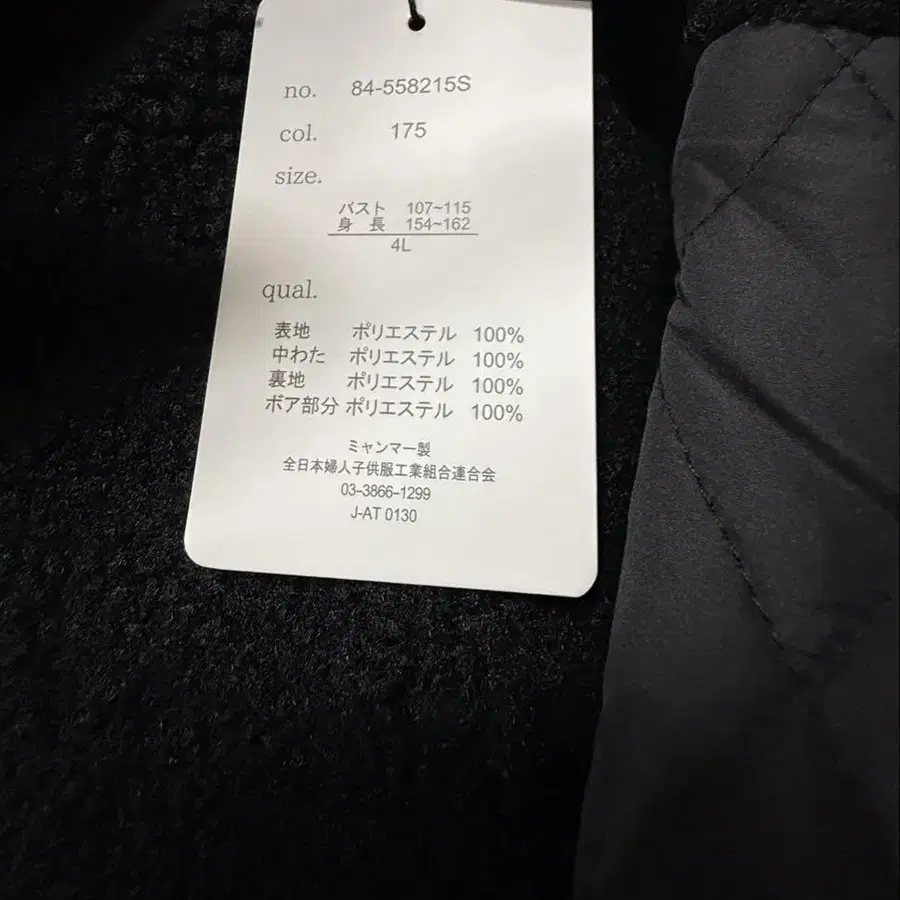 no. 84-558215S
col. 175
size.
バスト 107~115
身 長 154~162
4L
qual.
表地 ポリエステル 100%
中わた ポリエステル 100%
裏地 ポリエステル 100%
ボア部分 ポリエステル 100%
ミャンマー製
全日本婦人子供服工業組合連合会
03-3866-1299
J-AT 0130